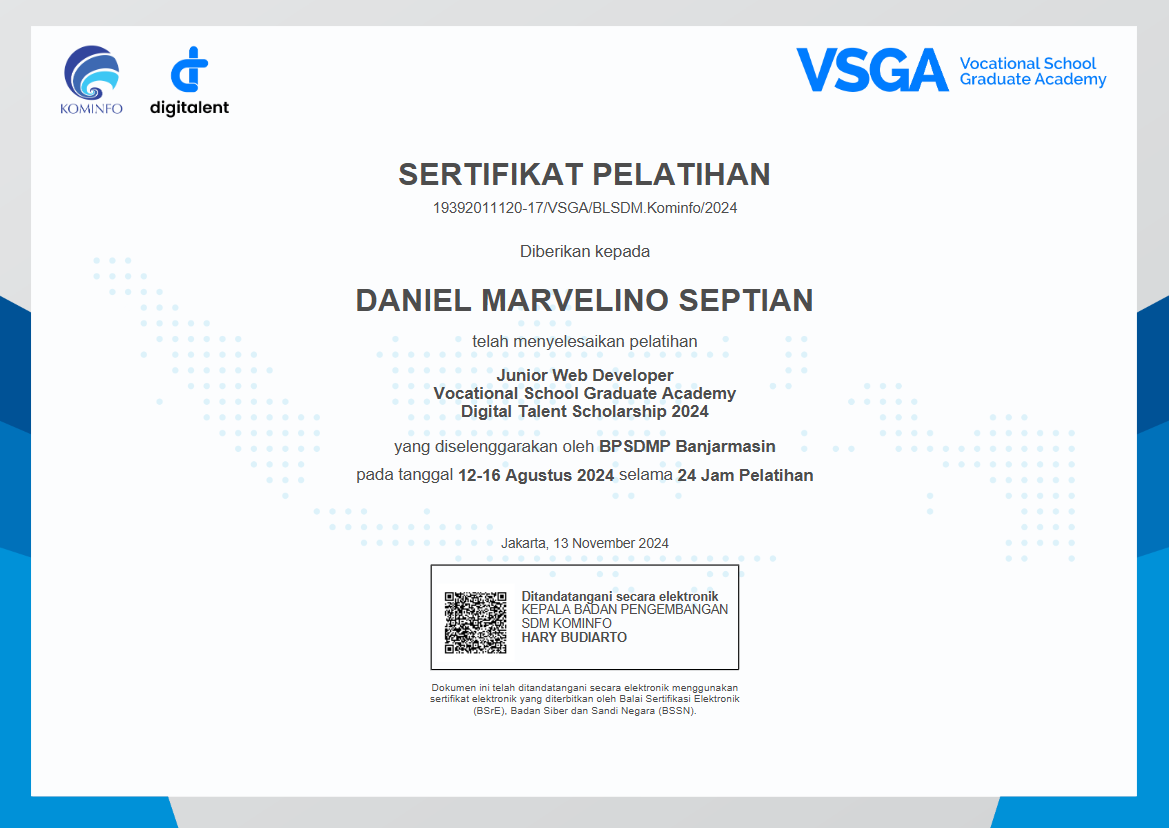 KOMINFO
digitalent
VSGA
Vocational School
Graduate Academy
SERTIFIKAT PELATIHAN
19392011120-17/VSGA/BLSDM.Kominfo/2024
Diberikan kepada
DANIEL MARVELINO SEPTIAN
telah menyelesaikan pelatihan
Junior Web Developer
Vocational School Graduate Academy
Digital Talent Scholarship 2024
yang diselenggarakan oleh BPSDMP Banjarmasin
pada tanggal 12-16 Agustus 2024 selama 24 Jam Pelatihan
Jakarta, 13 November 2024
Ditandatangani secara elektronik
KEPALA BADAN PENGEMBANGAN
SDM KOMINFO
HARY BUDIARTO
Dokumen ini telah ditandatangani secara elektronik menggunakan
sertifikat elektronik yang diterbitkan oleh Balai Sertifikasi Elektronik
(BSrE), Badan Siber dan Sandi Negara (BSSN).